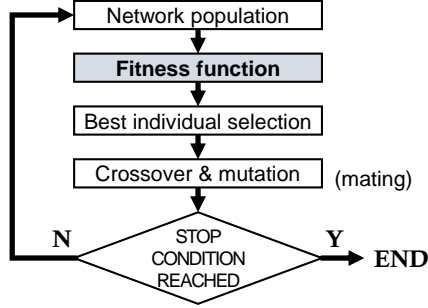 Network population
Fitness function
Best individual selection
Crossover & mutation
(mating)
N
STOP
CONDITION
REACHED
Y
END